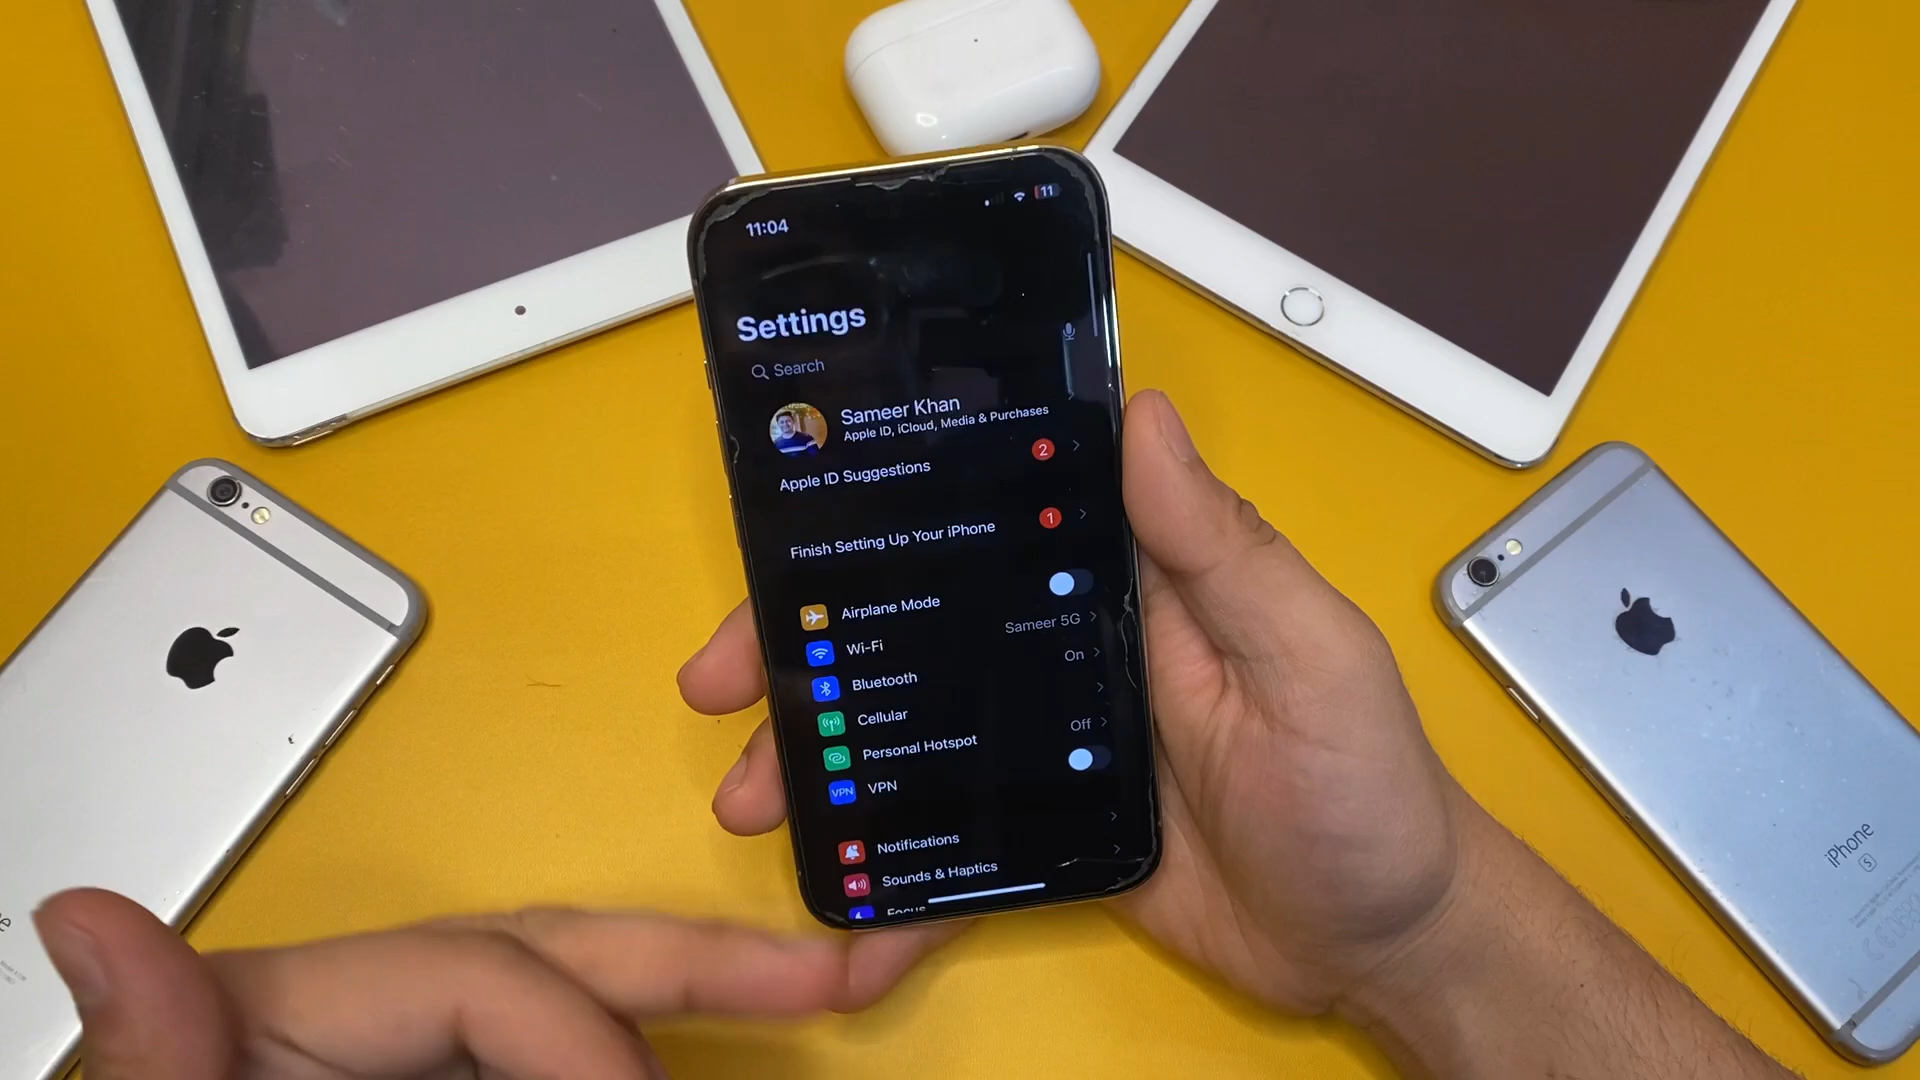 11:04
11
Settings
Search
Sameer Khan
Apple ID, iCloud, Media & Purchases
Apple ID Suggestions
2
Finish Setting Up Your iPhone
1
Airplane Mode
Wi-Fi
Sameer 5G
Bluetooth
On
Cellular
Personal Hotspot
Off
VPN
VPN
Notifications
Sounds & Haptics
Focus
iPhone
S